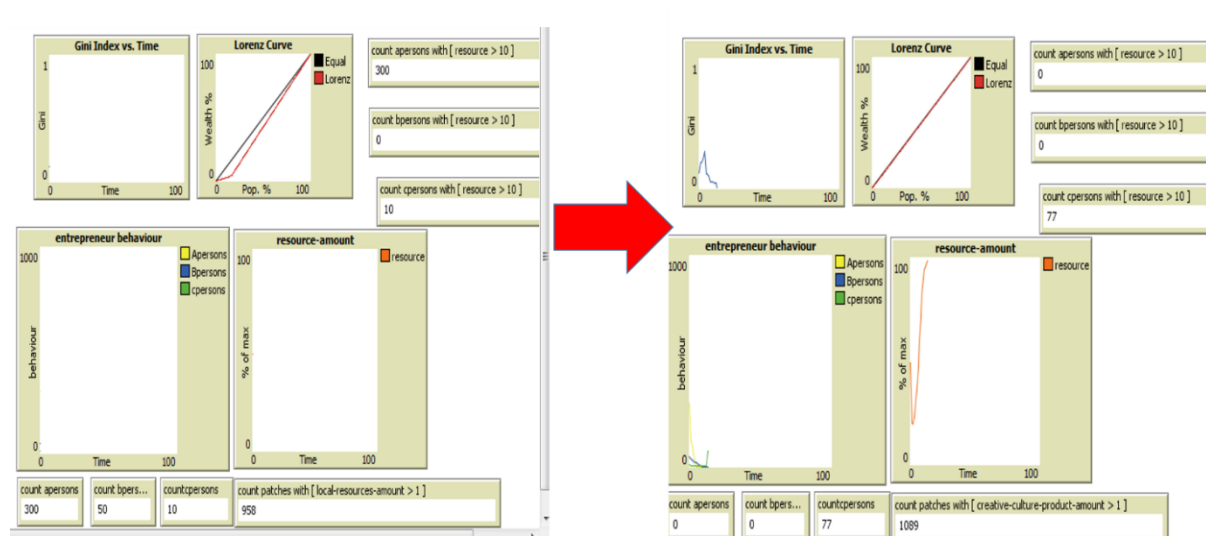 Gini Index vs. Time
1
Gini
0
0
Time
100
Lorenz Curve
100
Wealth %
0
0
Pop. %
100
Equal
Lorenz
count apersons with [ resource > 10 ]
300
count bpersons with [ resource > 10 ]
0
count cpersons with [ resource > 10 ]
10
entrepreneur behaviour
1000
behaviour
0
0
Time
100
Apersons
Bpersons
cpersons
resource-amount
100
% of max
0
0
Time
100
resource
count apersons
300
count bpers...
50
countcpersons
10
count patches with [ local-resources-amount > 1 ]
958
Gini Index vs. Time
1
Gini
0
0
Time
100
Lorenz Curve
100
Wealth %
0
0
Pop. %
100
Equal
Lorenz
count apersons with [ resource > 10 ]
0
count bpersons with [ resource > 10 ]
0
count cpersons with [ resource > 10 ]
77
entrepreneur behaviour
1000
behaviour
0
0
Time
100
Apersons
Bpersons
cpersons
resource-amount
100
% of max
0
0
Time
100
resource
count apersons
0
count bpers...
0
countcpersons
77
count patches with [ creative-culture-product-amount > 1 ]
1089